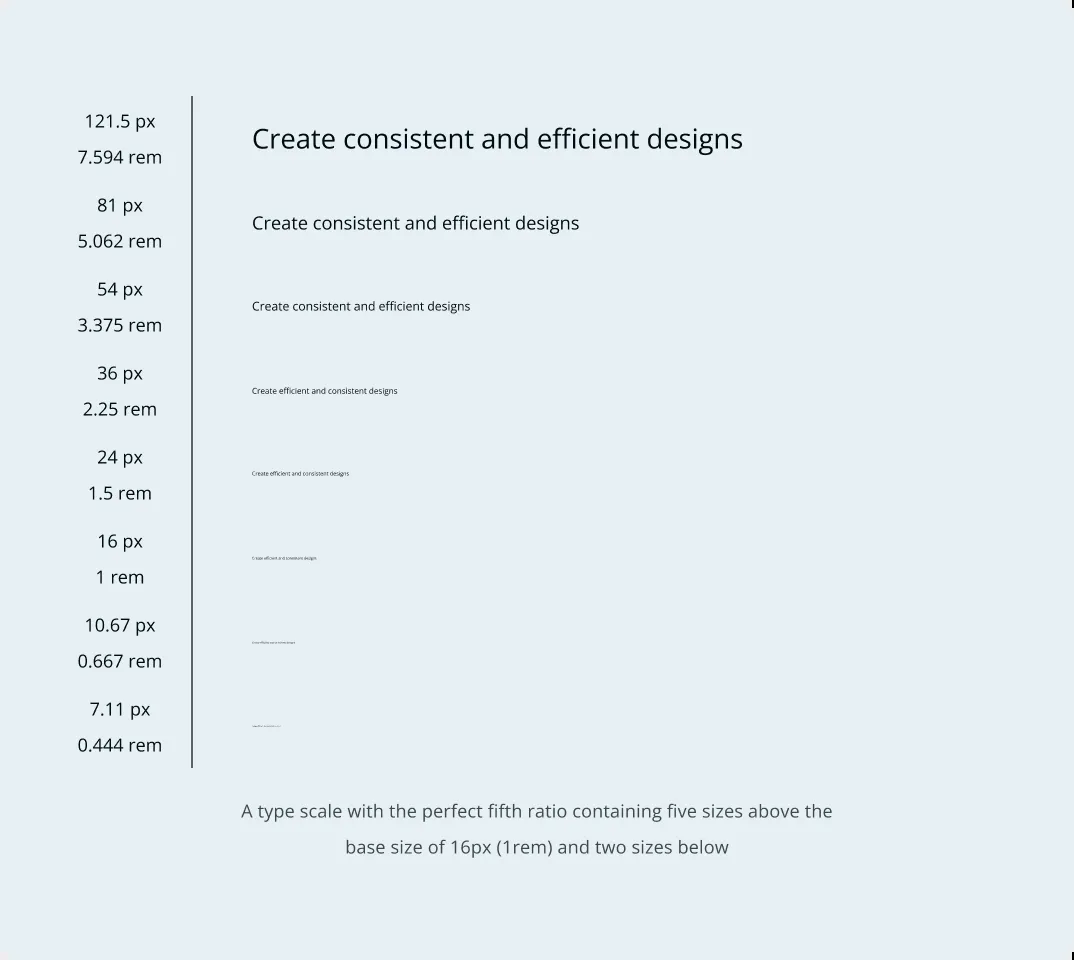 121.5 px
7.594 rem
Create consistent and efficient designs
81 px
5.062 rem
Create consistent and efficient designs
54 px
3.375 rem
Create consistent and efficient designs
36 px
2.25 rem
Create efficient and consistent designs
24 px
1.5 rem
Create efficient and consistent designs
16 px
1 rem
Create efficient and consistent designs
10.67 px
0.667 rem
7.11 px
0.444 rem
A type scale with the perfect fifth ratio containing five sizes above the
base size of 16px (1rem) and two sizes below